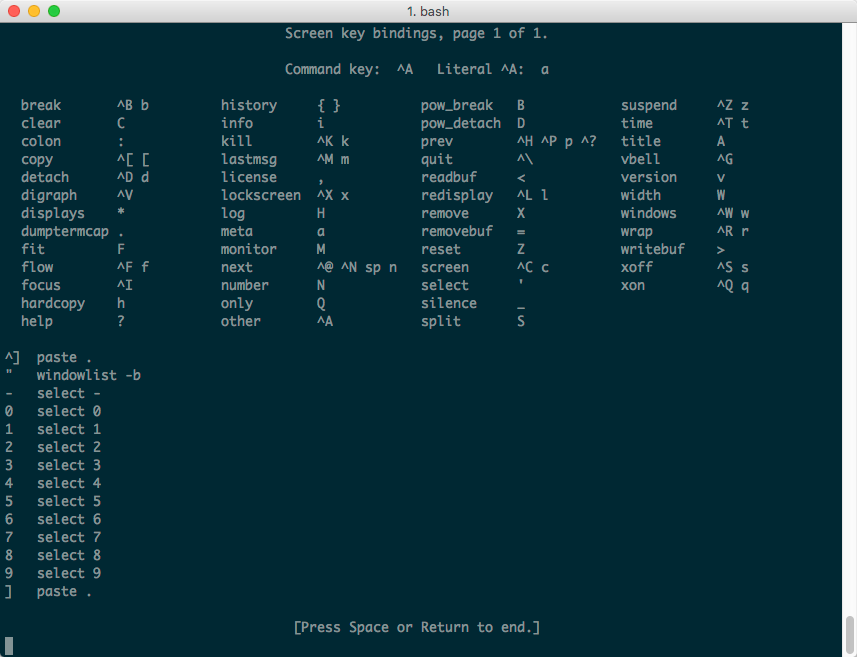 1. bash
Screen key bindings, page 1 of 1.
Command key:  ^A   Literal ^A:  a
break       ^B b         history     { }          pow_break   B            suspend     ^Z z
clear       C            info        i            pow_detach  D            time        ^T t
colon       :            kill        ^K k         prev        ^H ^P p ^?   title       A
copy        ^[ [         lastmsg     ^M m         quit        ^\           vbell       ^G
detach      ^D d         license     ,            readbuf     <            version     v
digraph     ^V           lockscreen  ^X x         redisplay   ^L l         width       W
displays    *            log         H            remove      X            windows     ^W w
dumptermcap .            meta        a            removebuf   =            wrap        ^R r
fit         F            monitor     M            reset       Z            writebuf    >
flow        ^F f         next        ^@ ^N sp n   screen      ^C c         xoff        ^S s
focus       ^I           number      N            select      '            xon         ^Q q
hardcopy    h            only        Q            silence     _
help        ?            other       ^A           split       S
^]  paste .
"   windowlist -b
-   select -
0   select 0
1   select 1
2   select 2
3   select 3
4   select 4
5   select 5
6   select 6
7   select 7
8   select 8
9   select 9
]   paste .
[Press Space or Return to end.]